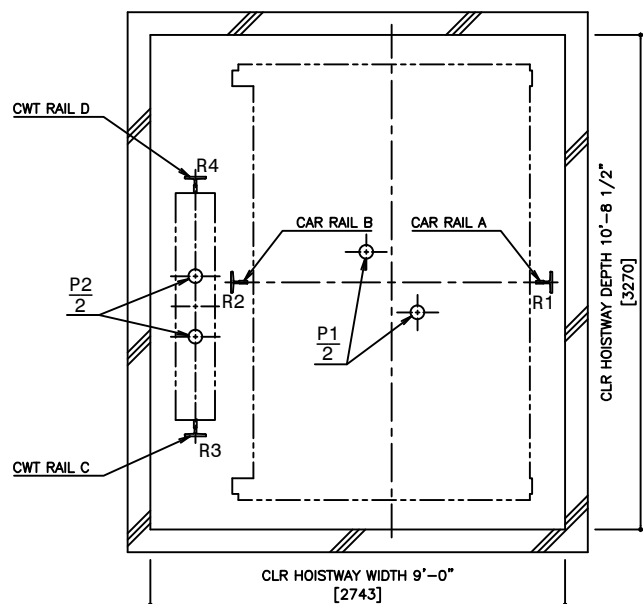 CWT RAIL D
R4
CAR RAIL B
CAR RAIL A
R2
R1
P2
2
P1
2
R3
CWT RAIL C
CLR HOISTWAY DEPTH 10'-8 1/2"
[3270]
CLR HOISTWAY WIDTH 9'-0"
[2743]